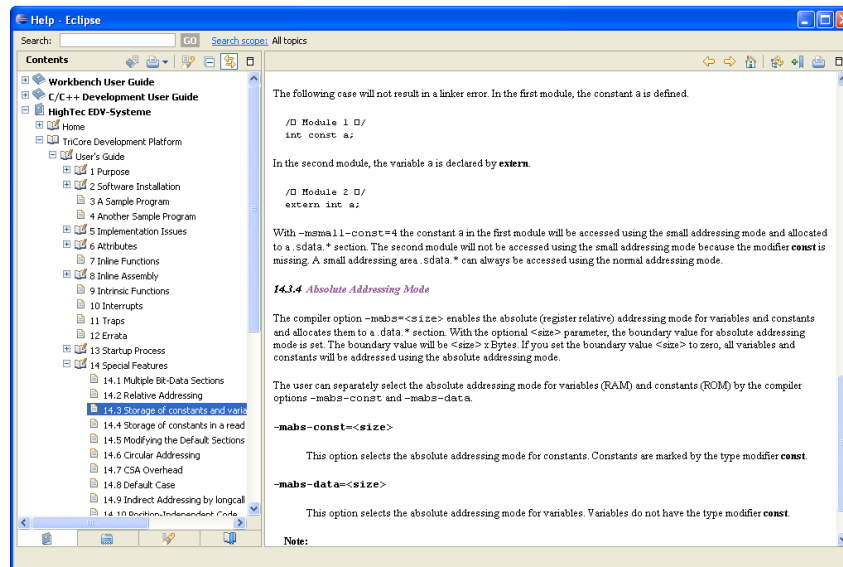 Help - Eclipse
Search:
GO
Search scope: All topics
Contents
Workbench User Guide
C/C++ Development User Guide
HighTec EDV-Systeme
Home
TriCore Development Platform
User's Guide
1 Purpose
2 Software Installation
3 A Sample Program
4 Another Sample Program
5 Implementation Issues
6 Attributes
7 Inline Functions
8 Inline Assembly
9 Intrinsic Functions
10 Interrupts
11 Traps
12 Errata
13 Startup Process
14 Special Features
14.1 Multiple Bit-Data Sections
14.2 Relative Addressing
14.3 Storage of constants and varia
14.4 Storage of constants in a read
14.5 Modifying the Default Sections
14.6 Circular Addressing
14.7 CSA Overhead
14.8 Default Case
14.9 Indirect Addressing by longcall
14.10 Position-Independent Code
The following case will not result in a linker error. In the first module, the constant a is defined.
/□ Module 1 □/
int const a;
In the second module, the variable a is declared by extern.
/□ Module 2 □/
extern int a;
With -msmall-const=4 the constant a in the first module will be accessed using the small addressing mode and allocated
to a .sdata.* section. The second module will not be accessed using the small addressing mode because the modifier const is
missing. A small addressing area .sdata.* can always be accessed using the normal addressing mode.
14.3.4 Absolute Addressing Mode
The compiler option -mabs=<size> enables the absolute (register relative) addressing mode for variables and constants
and allocates them to a .data.* section. With the optional <size> parameter, the boundary value for absolute addressing
mode is set. The boundary value will be <size> x Bytes. If you set the boundary value <size> to zero, all variables and
constants will be addressed using the absolute addressing mode.
The user can separately select the absolute addressing mode for variables (RAM) and constants (ROM) by the compiler
options -mabs-const and -mabs-data.
-mabs-const=<size>
This option selects the absolute addressing mode for constants. Constants are marked by the type modifier const.
-mabs-data=<size>
This option selects the absolute addressing mode for variables. Variables do not have the type modifier const.
Note: